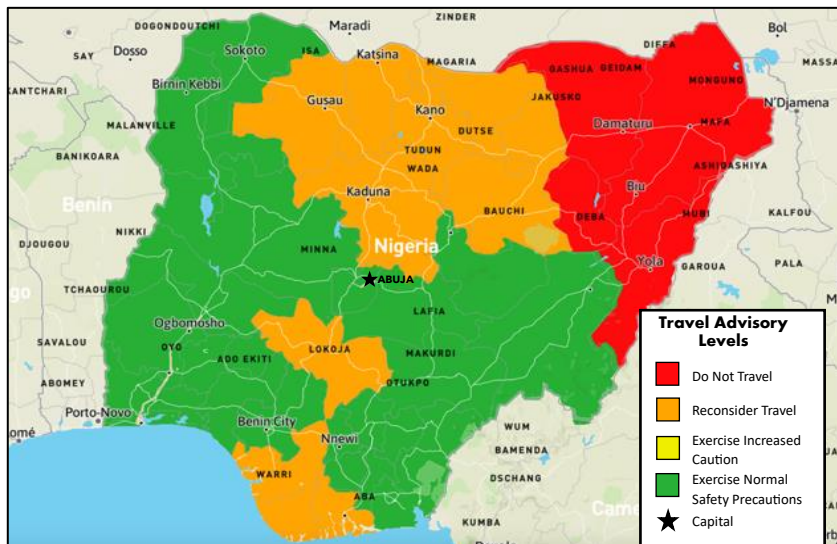 ZINDER
DOGONDOUTCHI
Maradi
Bol
SAY
Dosso
Sokoto
ISA
Katsina
MAGARIA
DIFFA
MASSA
KANTCHARI
Birnin Kebbi
GASHUA
GEIDAM
MONGUNO
Gusau
Kano
JAKUSKO
N'Djamena
MALANVILLE
DUTSE
Damaturu
MAFA
BANIKOARA
TUDUN
WADA
ASHIDASHIYA
Kaduna
Biu
Benin
BAUCHI
DEBA
MUBI
KALFOU
DJOUGOU
NIKKI
MINNA
Nigeria
Yola
GAROUA
PALA
go
TCHAOUROU
ABUJA
LAFIA
Ogbomosho
SAVALOU
OYO
ADO EKITI
LOKOJA
MAKURDI
ABOMEY
OTUKPO
Porto-Novo
Benin City
WUM
omé
Nnewi
BAMENDA
WARRI
DSCHANG
ABA
KUMBA
Came
Travel Advisory
Levels
Do Not Travel
Reconsider Travel
Exercise Increased
Caution
Exercise Normal
Safety Precautions
Capital